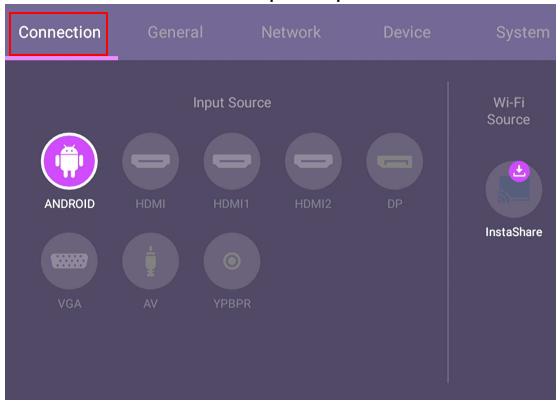 Connection General Network Device System
Input Source
Wi-Fi
Source
ANDROID HDMI HDMI1 HDMI2 DP
InstaShare
VGA AV YPBPR